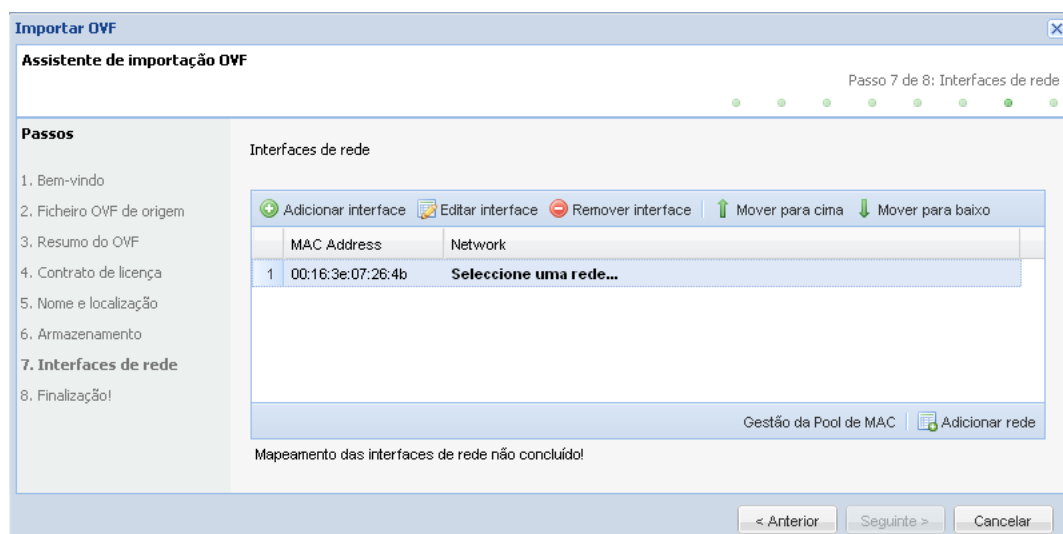 Importar OVF
Assistente de importação OVF
Passo 7 de 8: Interfaces de rede
Passos
1. Bem-vindo
2. Ficheiro OVF de origem
3. Resumo do OVF
4. Contrato de licença
5. Nome e localização
6. Armazenamento
7. Interfaces de rede
8. Finalização!
Interfaces de rede
Adicionar interface Editar interface Remover interface Mover para cima Mover para baixo
MAC Address Network
1 00:16:3e:07:26:4b Seleccione uma rede...
Gestão da Pool de MAC Adicionar rede
Mapeamento das interfaces de rede não concluído!
< Anterior Seguinte > Cancelar